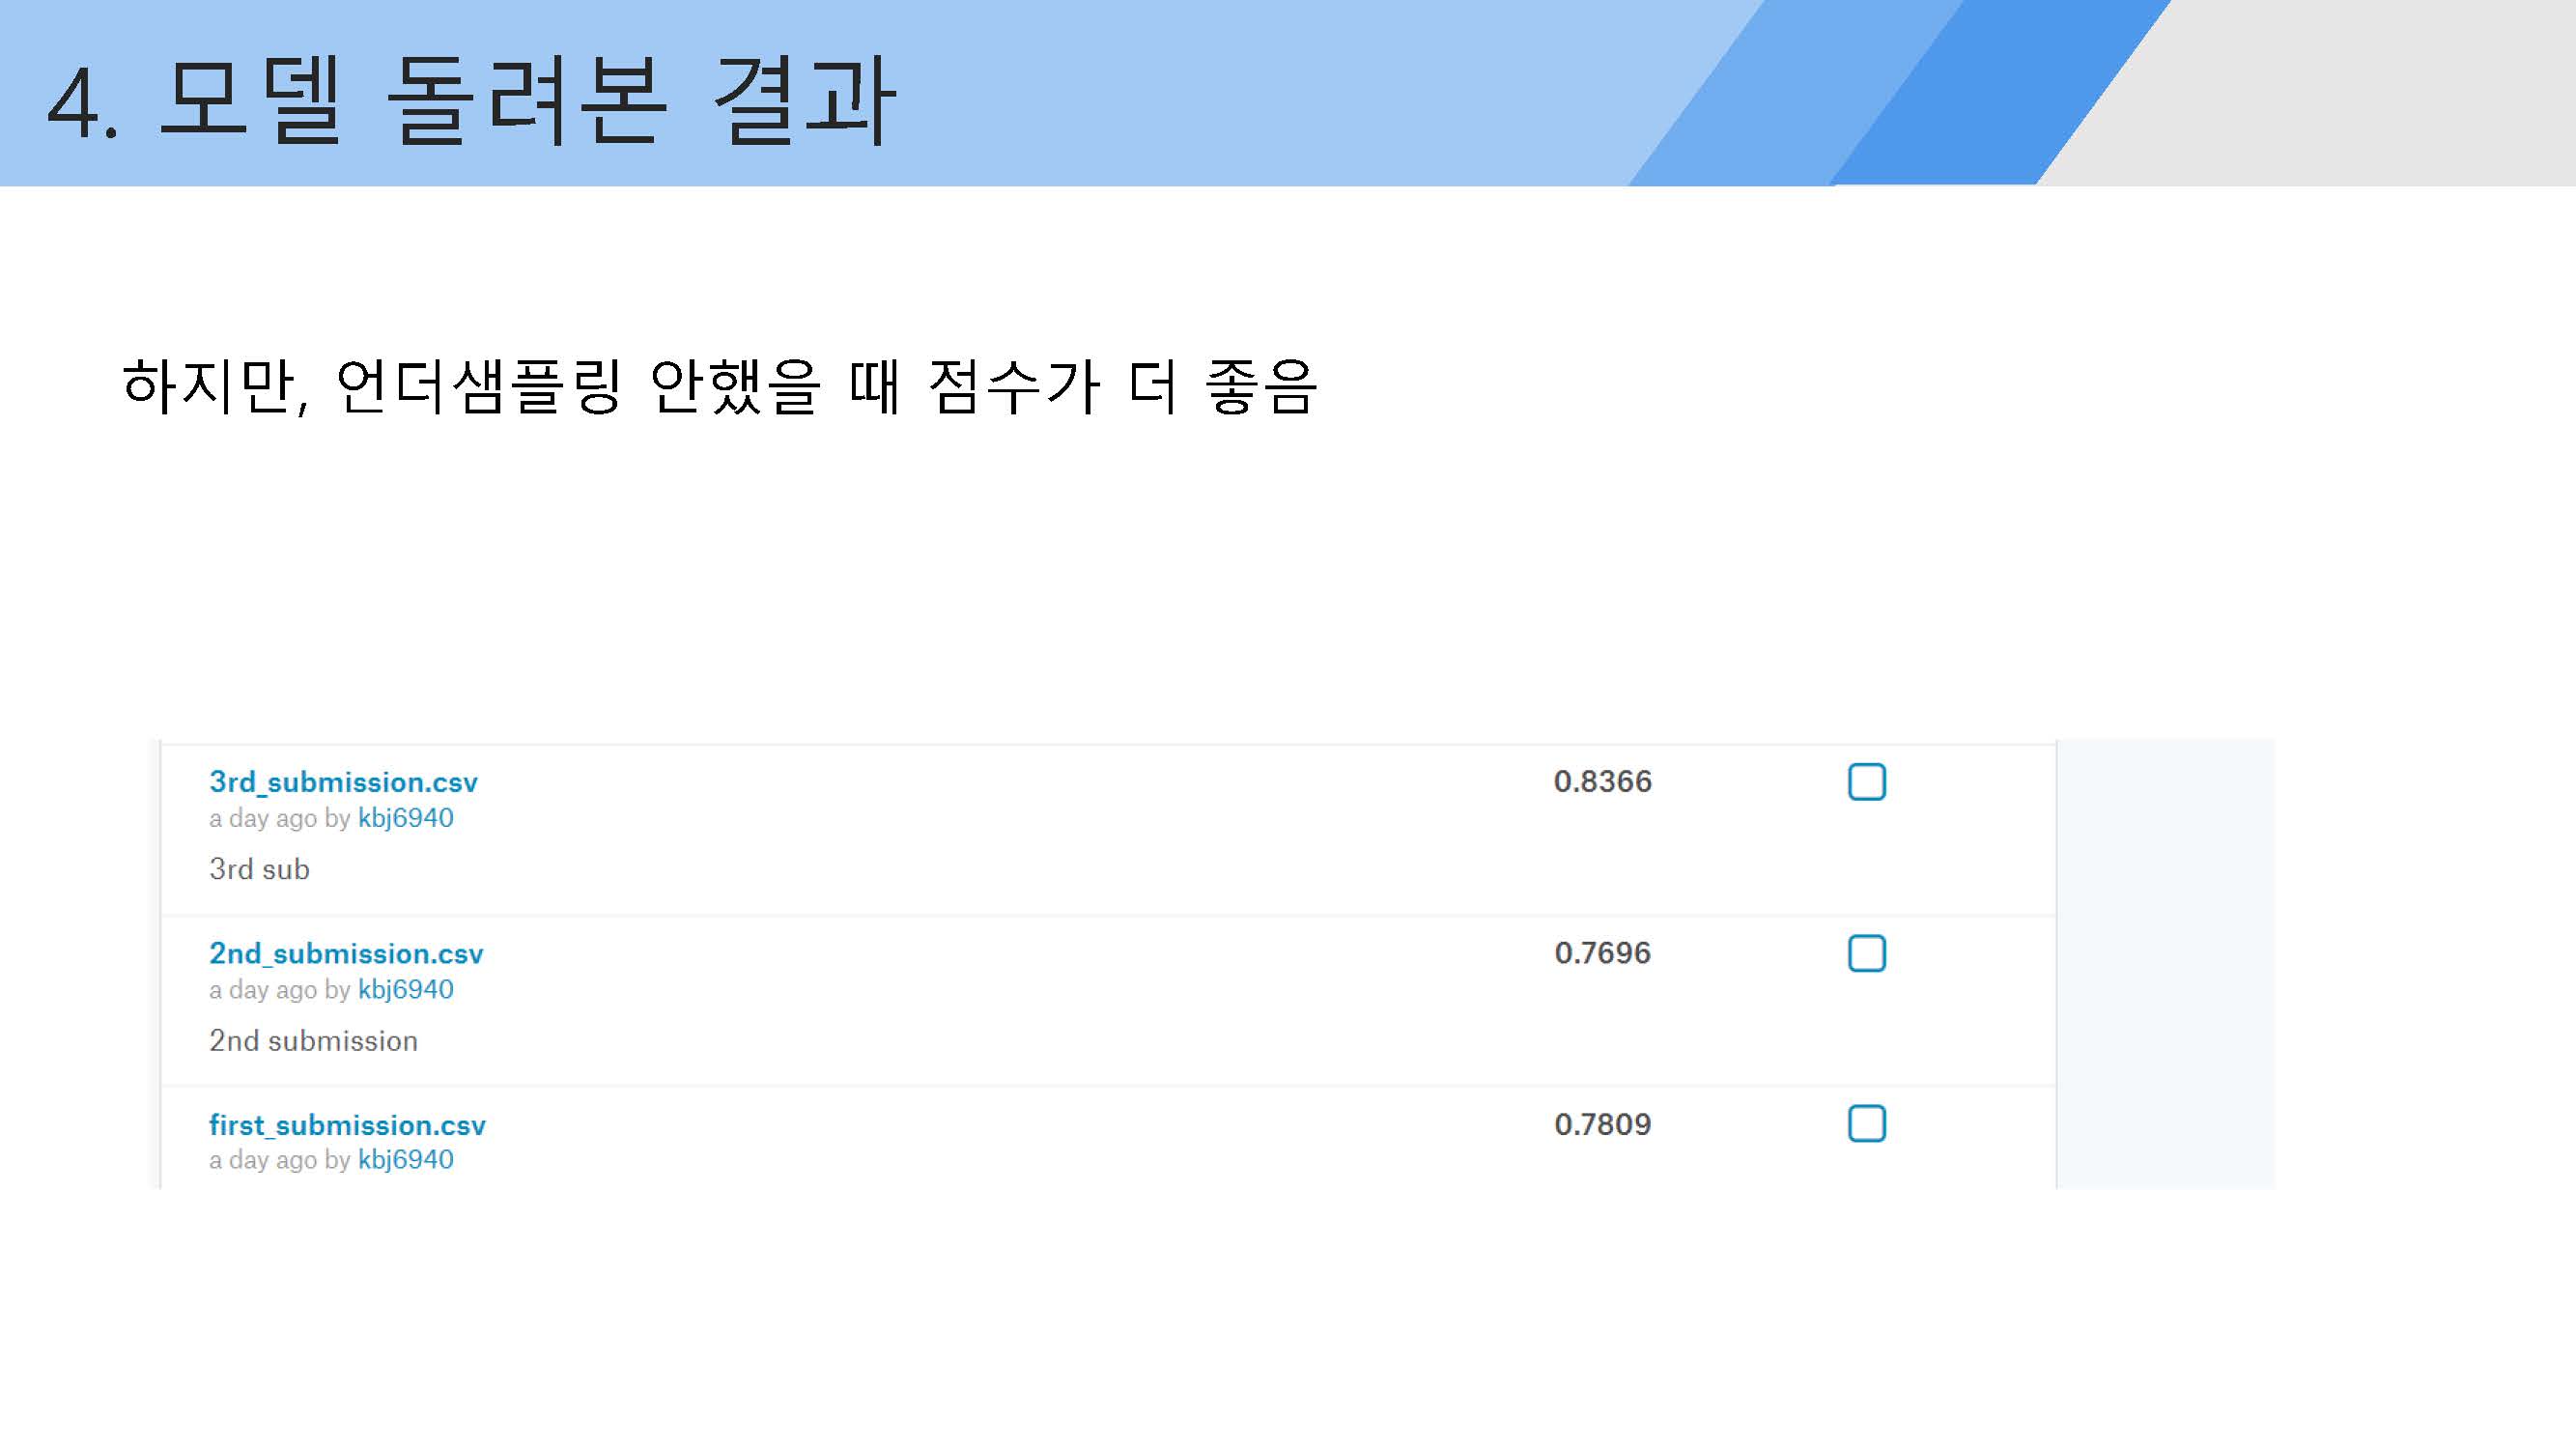 4. 모델 돌려본 결과
하지만, 언더샘플링 안했을 때 점수가 더 좋음
3rd_submission.csv 0.8366
a day ago by kbj6940
3rd sub
2nd_submission.csv 0.7696
a day ago by kbj6940
2nd submission
first_submission.csv 0.7809
a day ago by kbj6940